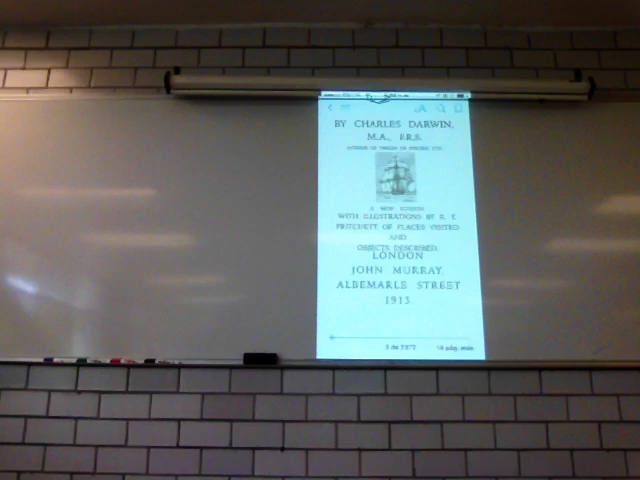 BY CHARLES DARWIN,
M.A., F.R.S.
A NEW EDITION
WITH ILLUSTRATIONS BY R. T.
PRITCHETT OF PLACES VISITED
AND
OBJECTS DESCRIBED.
LONDON
JOHN MURRAY,
ALBEMARLE STREET
1913.